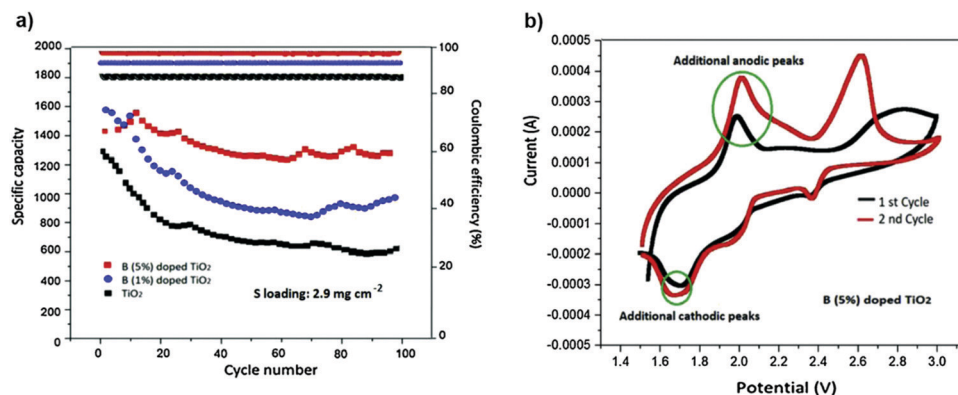 a)
2000
1800
1600
1400
1200
1000
800
600
400
200
0
Specific capacity
100
80
60
40
20
0
Coulombic efficiency (%)
B (5%) doped TiO₂
B (1%) doped TiO₂
TiO₂
S loading: 2.9 mg cm⁻²
0 20 40 60 80 100
Cycle number
b)
0.0005
0.0004
0.0003
0.0002
0.0001
0.0000
-0.0001
-0.0002
-0.0003
-0.0004
-0.0005
Current (A)
Additional anodic peaks
1 st Cycle
2 nd Cycle
B (5%) doped TiO₂
Additional cathodic peaks
1.4 1.6 1.8 2.0 2.2 2.4 2.6 2.8 3.0
Potential (V)